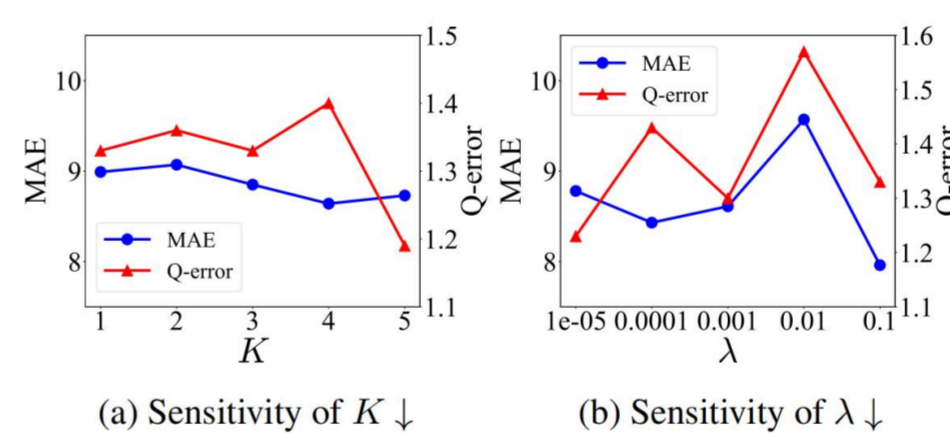 MAE
10
9
8
1.5
1.4
1.3
1.2
1.1
Q-error
MAE
Q-error
1 2 3 4 5
K
MAE
10
9
8
1.6
1.5
1.4
1.3
1.2
1.1
Q-error
MAE
Q-error
1e-05 0.0001 0.001 0.01 0.1
λ
(a) Sensitivity of K ↓
(b) Sensitivity of λ ↓